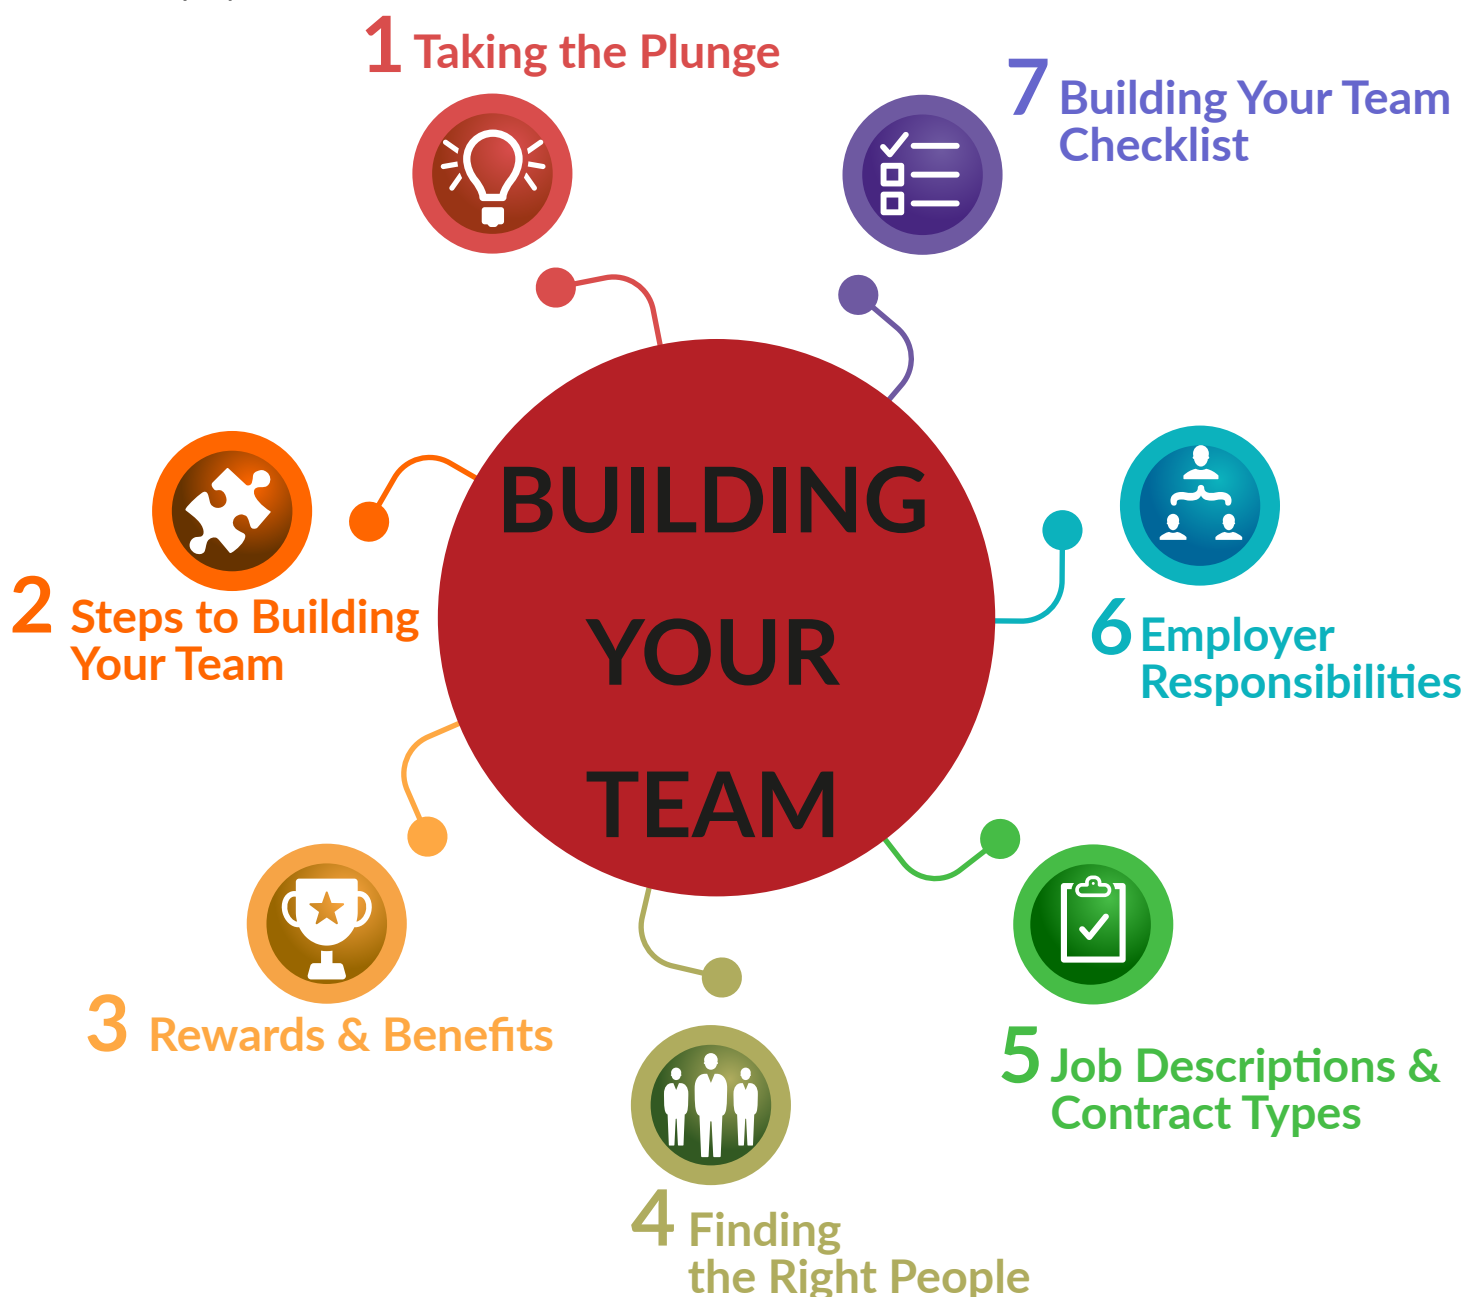 1 Taking the Plunge
7 Building Your Team
Checklist
BUILDING
YOUR
TEAM
2 Steps to Building
Your Team
6 Employer
Responsibilities
3 Rewards & Benefits
5 Job Descriptions &
Contract Types
4 Finding
the Right People